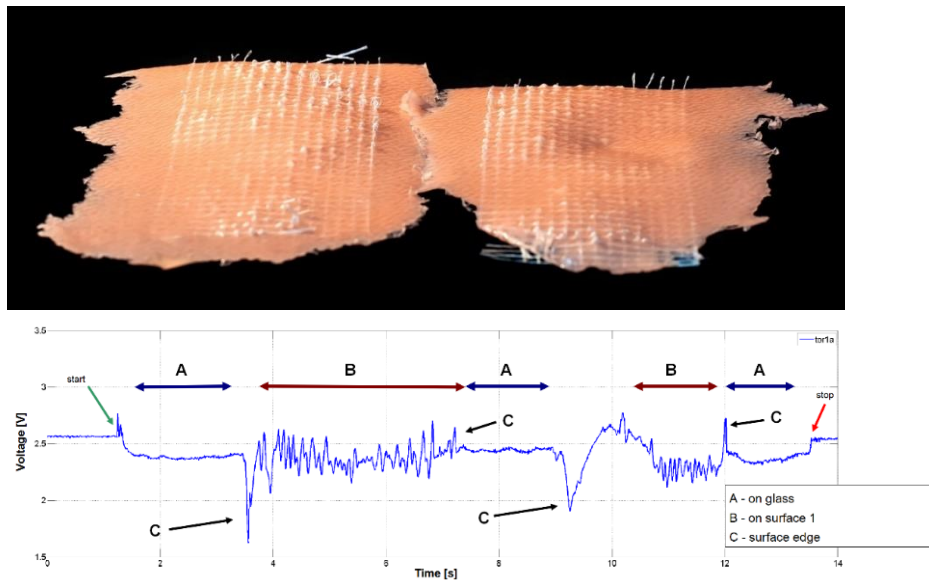 3.5
tor1a
A B A B A
start
stop
3
C
C
2.5
Voltage [V]
2
C
C
A - on glass
B - on surface 1
C - surface edge
1.5
0 2 4 6 8 10 12 14
Time [s]